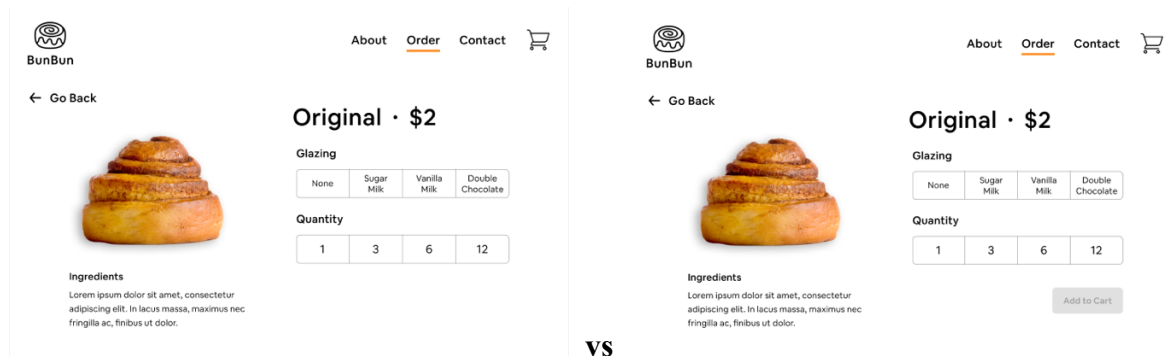 BunBun
About Order Contact
← Go Back
Original · $2
Glazing
None
Sugar
Milk
Vanilla
Milk
Double
Chocolate
Quantity
1 3 6 12
Ingredients
Lorem ipsum dolor sit amet, consectetur
adipiscing elit. In lacus massa, maximus nec
fringilla ac, finibus ut dolor.
vs
BunBun
About Order Contact
← Go Back
Original · $2
Glazing
None
Sugar
Milk
Vanilla
Milk
Double
Chocolate
Quantity
1 3 6 12
Add to Cart
Ingredients
Lorem ipsum dolor sit amet, consectetur
adipiscing elit. In lacus massa, maximus nec
fringilla ac, finibus ut dolor.